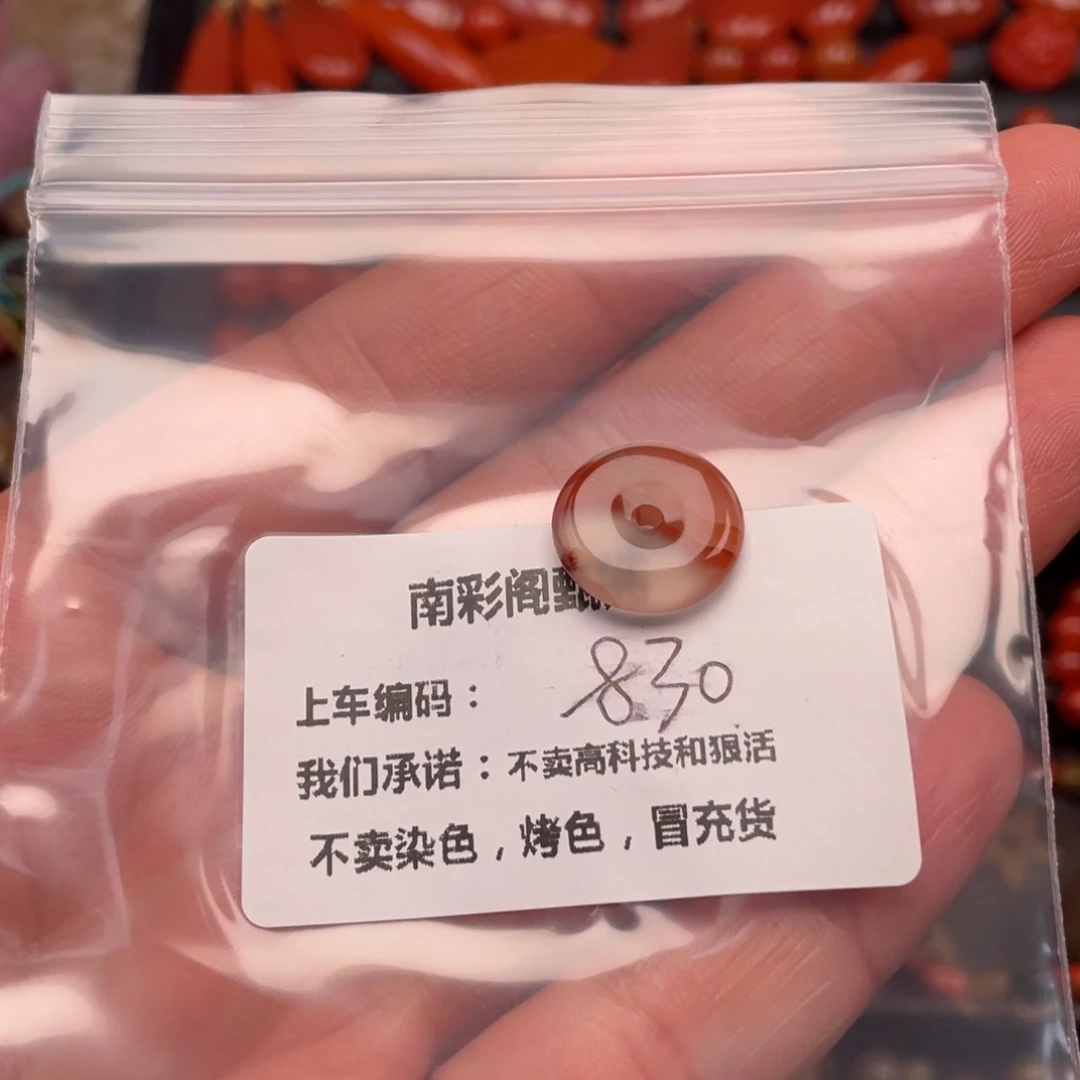 南彩阁甄
上车编码：830
我们承诺：不卖高科技和狠活
不卖染色，烤色，冒充货